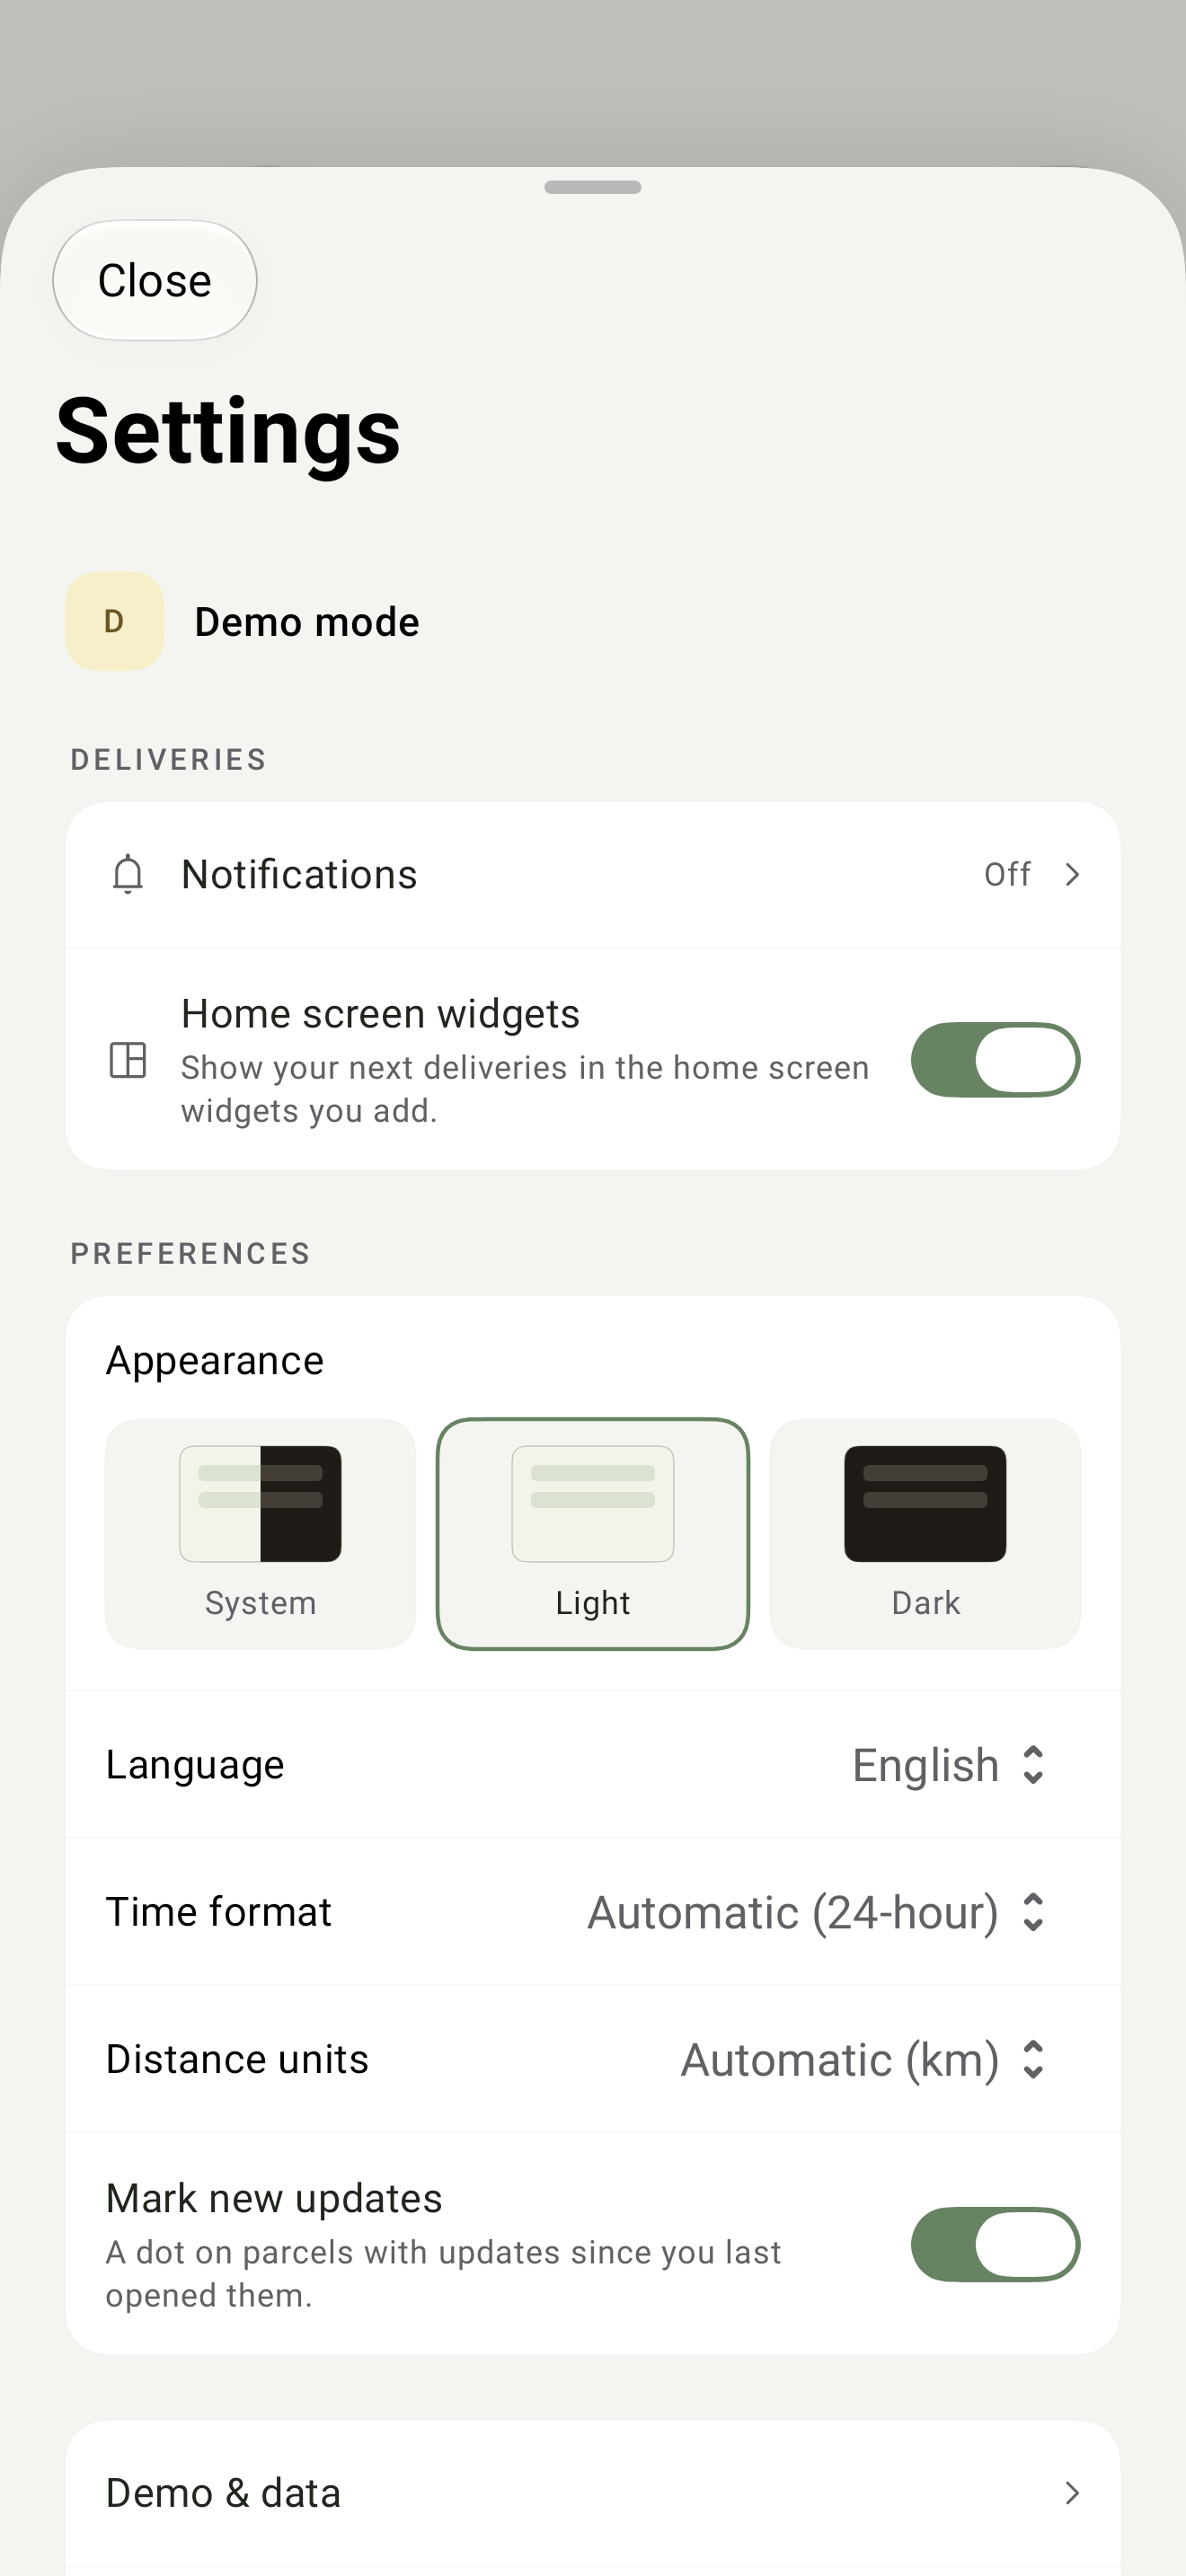 Close
Settings
D
Demo mode
DELIVERIES
Notifications
Off
Home screen widgets
Show your next deliveries in the home screen
widgets you add.
PREFERENCES
Appearance
System
Light
Dark
Language
English
Time format
Automatic (24-hour)
Distance units
Automatic (km)
Mark new updates
A dot on parcels with updates since you last
opened them.
Demo & data